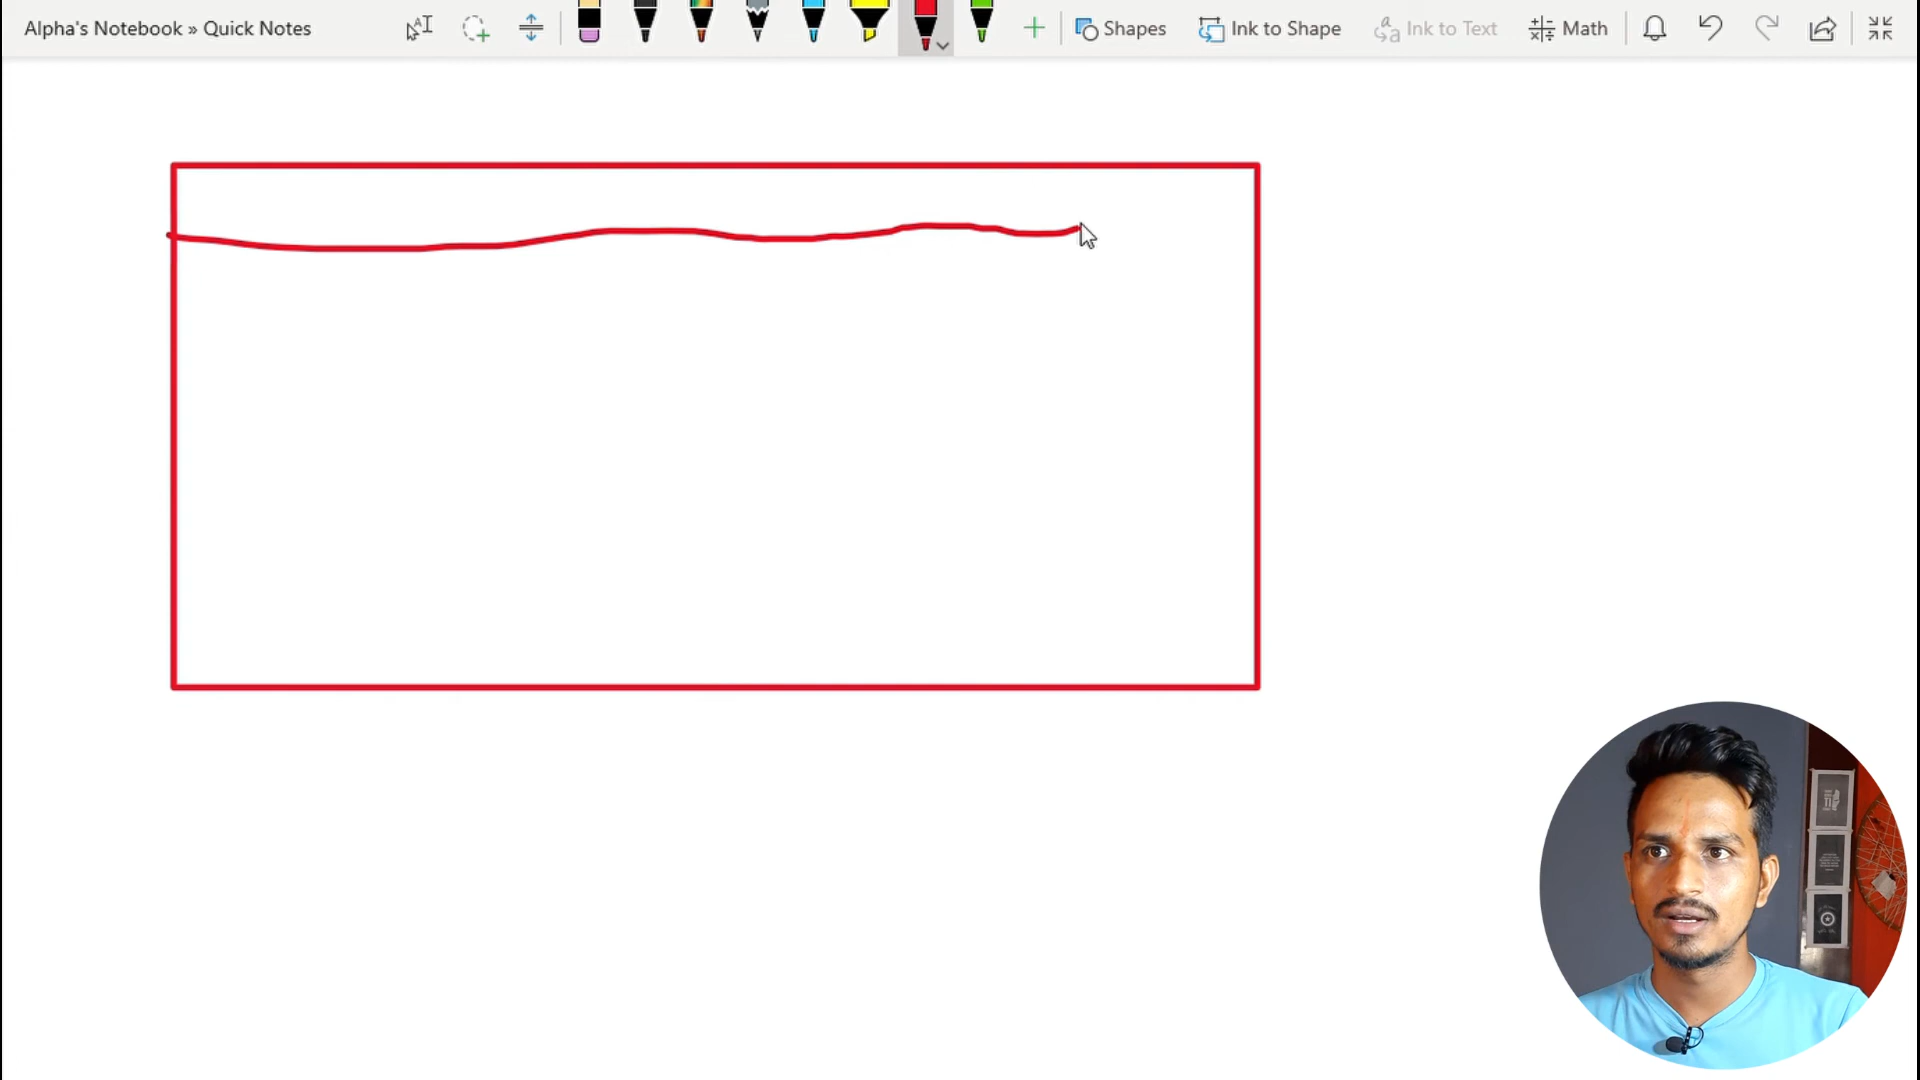 Alpha's Notebook » Quick Notes
Shapes
Ink to Shape
Ink to Text
Math